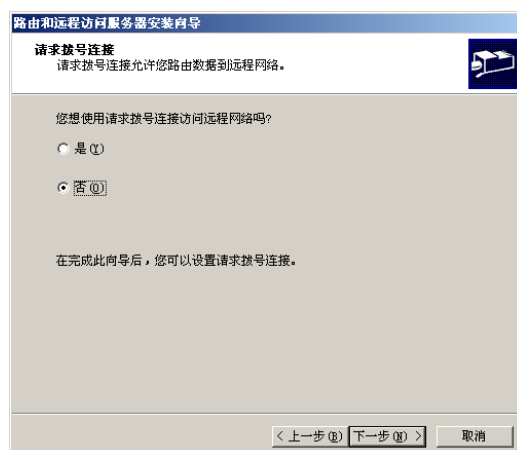 路由和远程访问服务器安装向导
请求拨号连接
请求拨号连接允许您路由数据到远程网络。
您想使用请求拨号连接访问远程网络吗?
是(Y)
否(O)
在完成此向导后，您可以设置请求拨号连接。
< 上一步(B) 下一步(N) > 取消